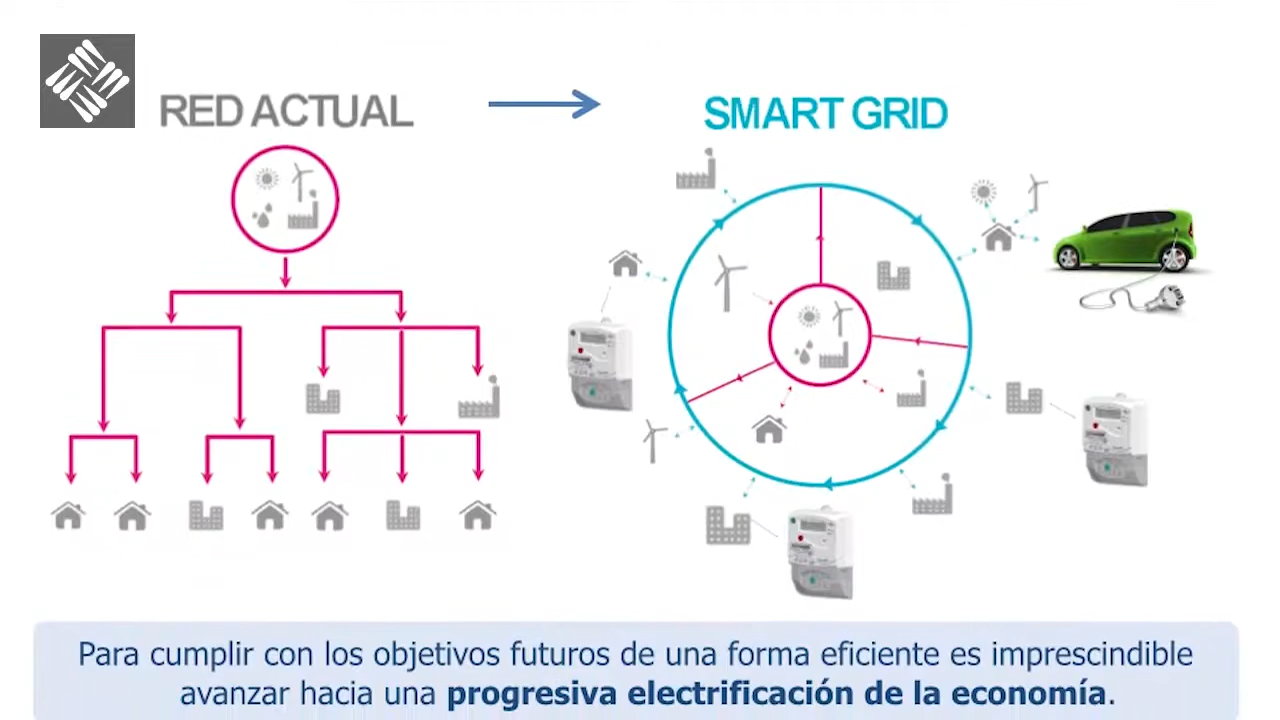 RED ACTUAL
SMART GRID
Para cumplir con los objetivos futuros de una forma eficiente es imprescindible
avanzar hacia una progresiva electrificación de la economía.